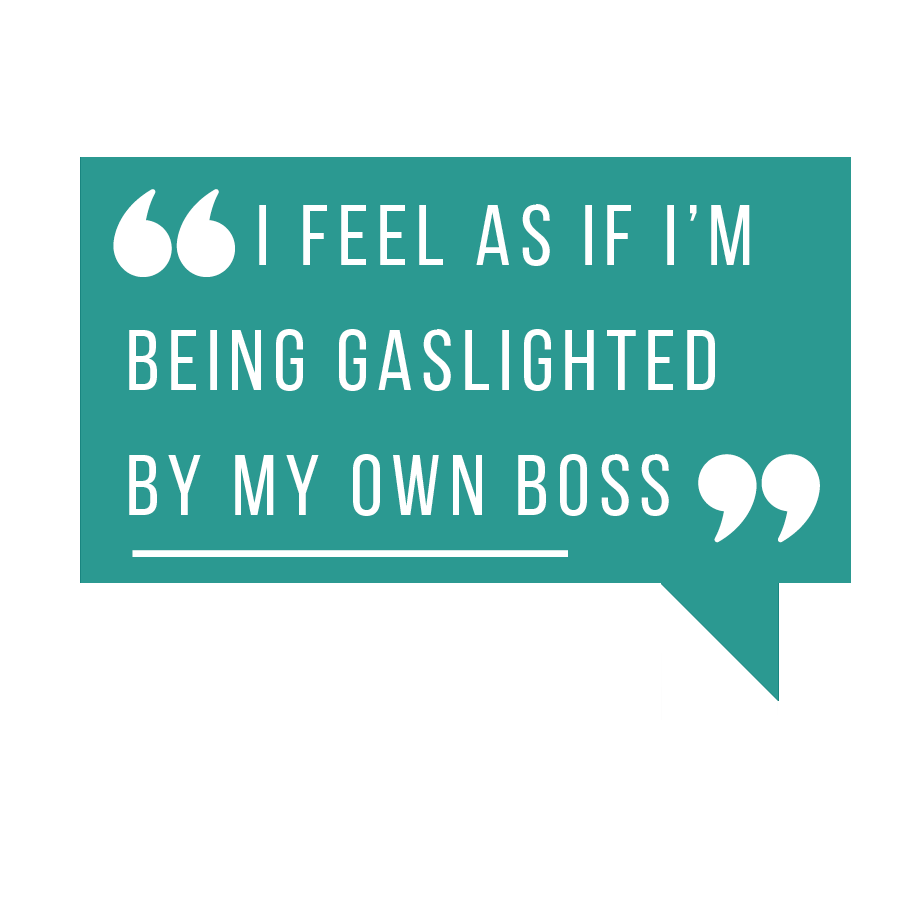 “I FEEL AS IF I’M
BEING GASLIGHTED
BY MY OWN BOSS”